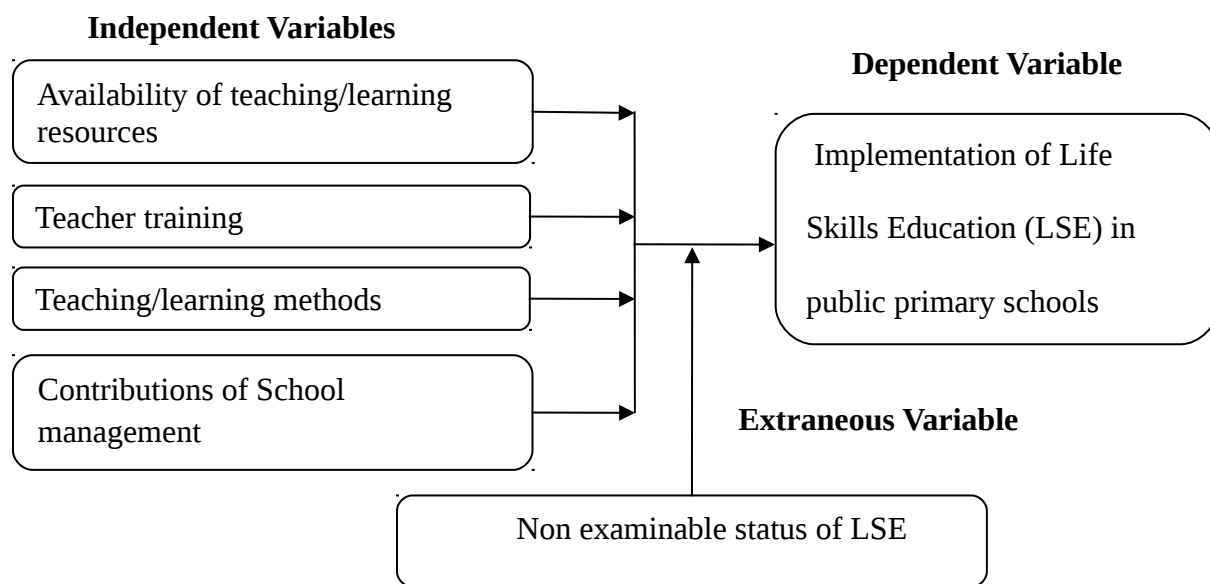 Independent Variables
Availability of teaching/learning
resources
Teacher training
Teaching/learning methods
Contributions of School
management
Dependent Variable
Implementation of Life
Skills Education (LSE) in
public primary schools
Extraneous Variable
Non examinable status of LSE